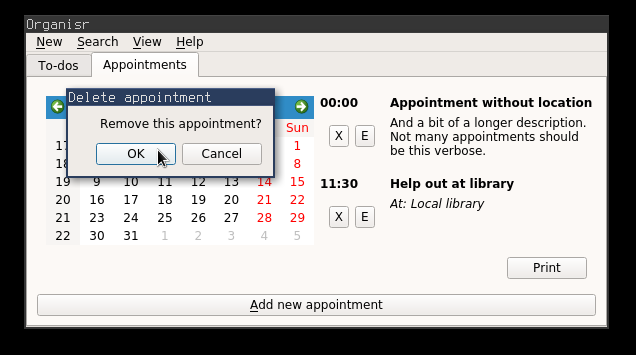 Organisr
New Search View Help
To-dos Appointments
Delete appointment
Remove this appointment?
OK Cancel
Sun
1
8
19 9 10 11 12 13 14 15
20 16 17 18 19 20 21 22
21 23 24 25 26 27 28 29
22 30 31 1 2 3 4 5
00:00 Appointment without location
And a bit of a longer description.
Not many appointments should
be this verbose.
X E
11:30 Help out at library
At: Local library
X E
Print
Add new appointment